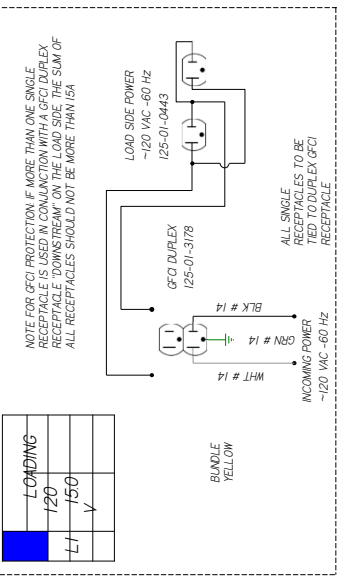 NOTE FOR GFCI PROTECTION: IF MORE THAN ONE SINGLE
RECEPTACLE IS USED IN CONJUNCTION WITH A GFCI DUPLEX
RECEPTACLE "DOWNSTREAM" ON THE LOAD SIDE, THE SUM OF
ALL RECEPTACLES SHOULD NOT BE MORE THAN 15A
LOADING
120
L1 15.0
V
LOAD SIDE POWER
~120 VAC -60 Hz
125-01-0443
GFCI DUPLEX
125-01-3178
BUNDLE
YELLOW
WHT # 14
GRN # 14
BLK # 14
INCOMING POWER
~120 VAC -60 Hz
ALL SINGLE
RECEPTACLES TO BE
TIED TO DUPLEX GFCI
RECEPTACLE